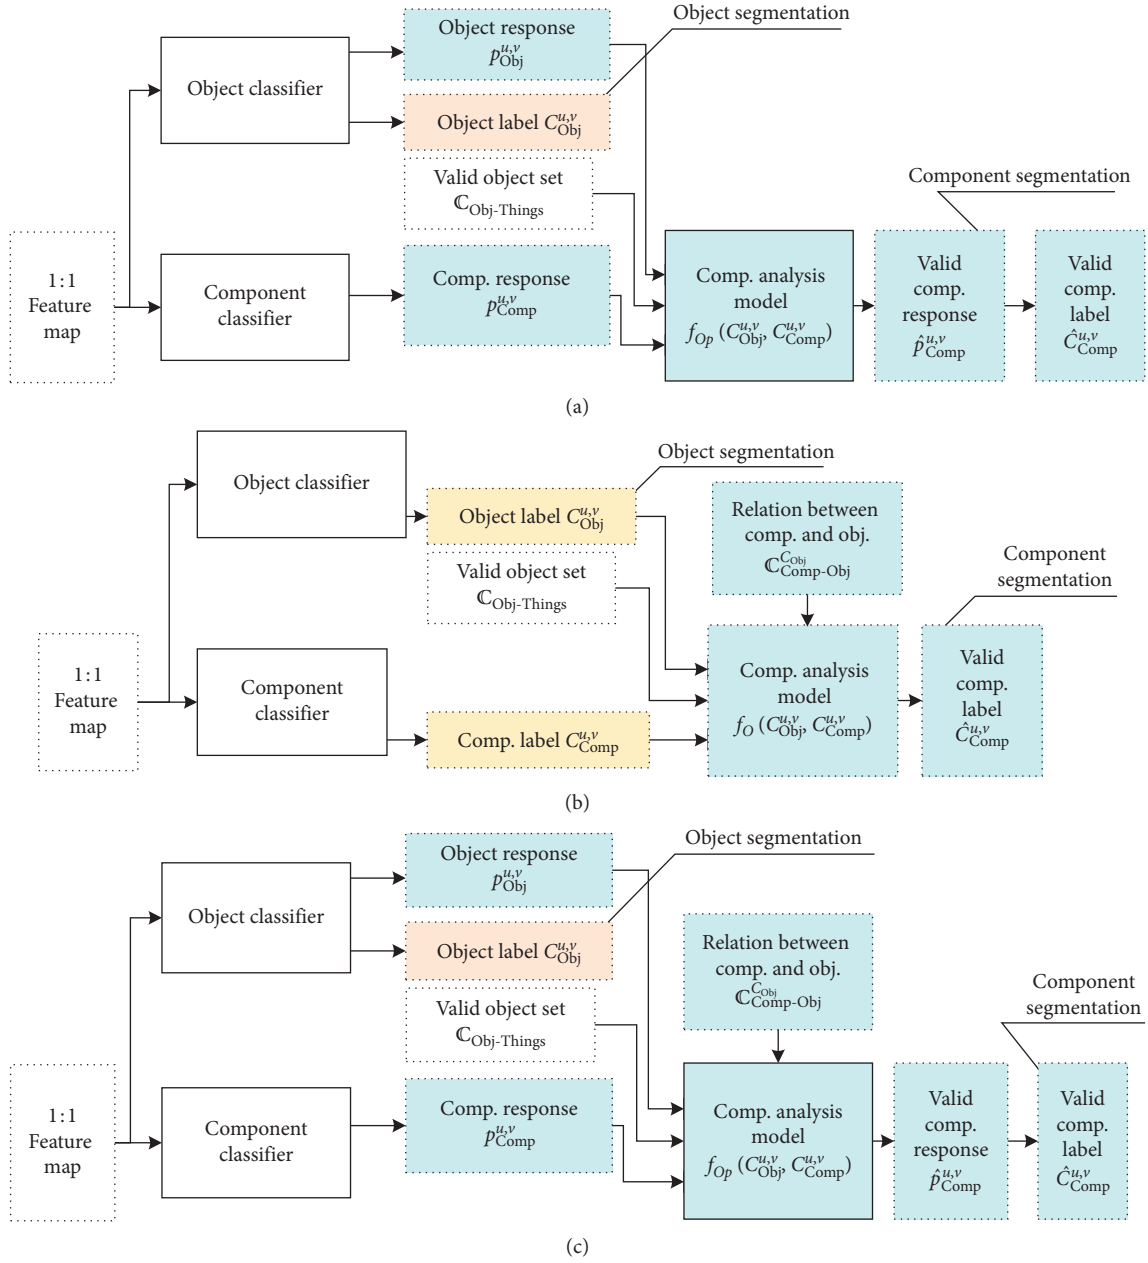 Object segmentation
Object response
p^{u,v}_{Obj}
Object classifier
Object label C^{u,v}_{Obj}
Valid object set
ℂ_{Obj-Things}
Component segmentation
1:1
Feature
map
Component
classifier
Comp. response
p^{u,v}_{Comp}
Comp. analysis
model
f_{Op} (C^{u,v}_{Obj}, C^{u,v}_{Comp})
Valid
comp.
response
p̂^{u,v}_{Comp}
Valid
comp.
label
Ĉ^{u,v}_{Comp}
(a)
Object segmentation
Object classifier
Object label C^{u,v}_{Obj}
Valid object set
ℂ_{Obj-Things}
Relation between
comp. and obj.
ℂ^{C_{Obj}}_{Comp-Obj}
Component
segmentation
1:1
Feature
map
Component
classifier
Comp. label C^{u,v}_{Comp}
Comp. analysis
model
f_{O} (C^{u,v}_{Obj}, C^{u,v}_{Comp})
Valid
comp.
label
Ĉ^{u,v}_{Comp}
(b)
Object segmentation
Object response
p^{u,v}_{Obj}
Object classifier
Object label C^{u,v}_{Obj}
Valid object set
ℂ_{Obj-Things}
Relation between
comp. and obj.
ℂ^{C_{Obj}}_{Comp-Obj}
Component
segmentation
1:1
Feature
map
Component
classifier
Comp. response
p^{u,v}_{Comp}
Comp. analysis
model
f_{Op} (C^{u,v}_{Obj}, C^{u,v}_{Comp})
Valid
comp.
response
p̂^{u,v}_{Comp}
Valid
comp.
label
Ĉ^{u,v}_{Comp}
(c)